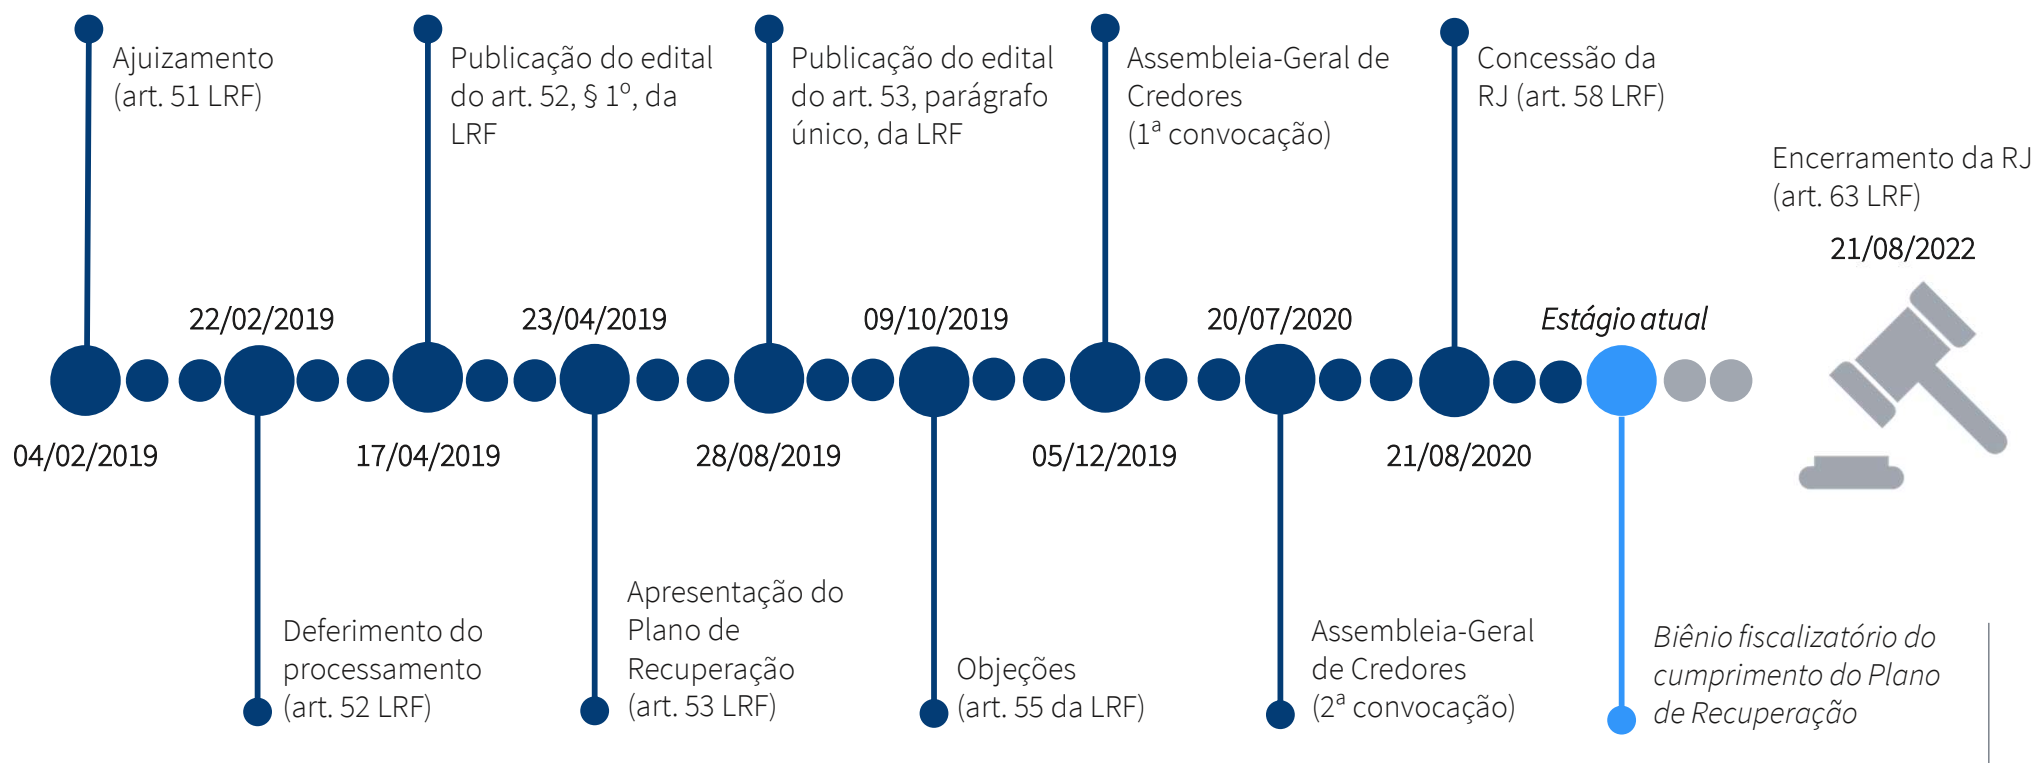 Ajuizamento
(art. 51 LRF)
Publicação do edital
do art. 52, § 1º, da
LRF
Publicação do edital
do art. 53, parágrafo
único, da LRF
Assembleia-Geral de
Credores
(1ª convocação)
Concessão da
RJ (art. 58 LRF)
Encerramento da RJ
(art. 63 LRF)
21/08/2022
22/02/2019
23/04/2019
09/10/2019
20/07/2020
Estágio atual
04/02/2019
17/04/2019
28/08/2019
05/12/2019
21/08/2020
Deferimento do
processamento
(art. 52 LRF)
Apresentação do
Plano de
Recuperação
(art. 53 LRF)
Objeções
(art. 55 da LRF)
Assembleia-Geral
de Credores
(2ª convocação)
Biênio fiscalizatório do
cumprimento do Plano
de Recuperação